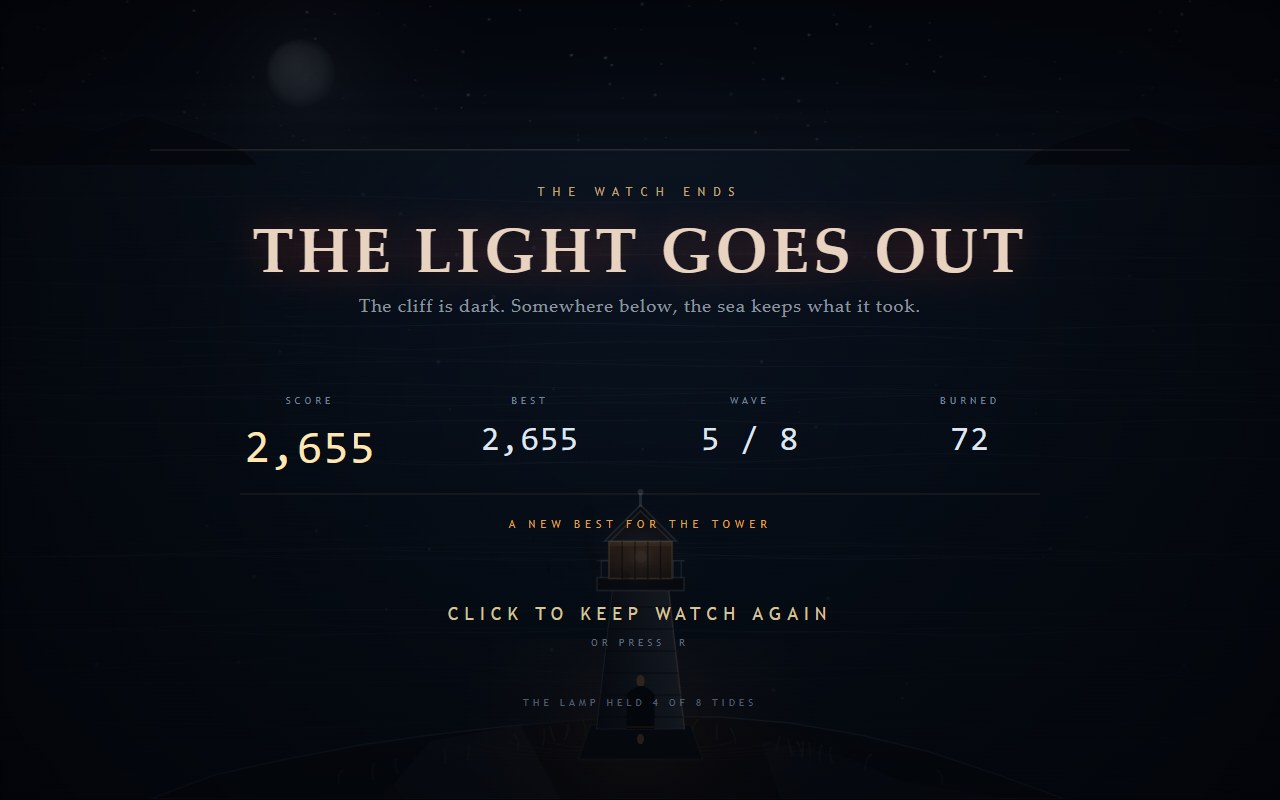 THE WATCH ENDS
THE LIGHT GOES OUT
The cliff is dark. Somewhere below, the sea keeps what it took.
SCORE BEST WAVE BURNED
2,655 2,655 5 / 8 72
A NEW BEST FOR THE TOWER
CLICK TO KEEP WATCH AGAIN
OR PRESS R
THE LAMP HELD 4 OF 8 TIDES